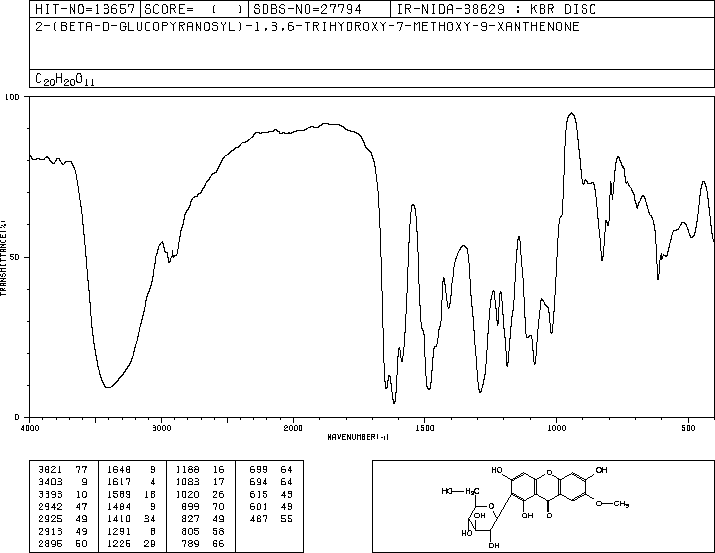 HIT-NO=13657 SCORE= ( ) SDBS-NO=27794 IR-NIDA-38629 : KBR DISC
2-(BETA-D-GLUCOPYRANOSYL)-1,3,6-TRIHYDROXY-7-METHOXY-9-XANTHENONE
C20H20O11
100
50
0
TRANSMITTANCE(%)
4000 3000 2000 1500 1000 500
WAVENUMBER(-1)
3821 77 1648 9 1188 16 699 64
3403 9 1617 4 1083 17 694 64
3393 10 1589 16 1020 26 615 43
2942 47 1484 9 899 70 601 49
2925 49 1410 34 827 49 487 55
2913 49 1291 8 805 58
2895 50 1225 29 789 66
HO O OH
HO—H2C OH O O—CH3
O
OH
HO OH
OH